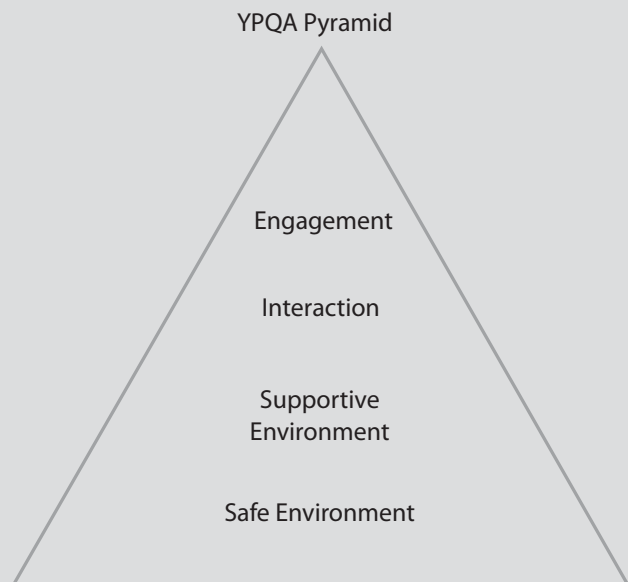 YPQA Pyramid
Engagement
Interaction
Supportive
Environment
Safe Environment